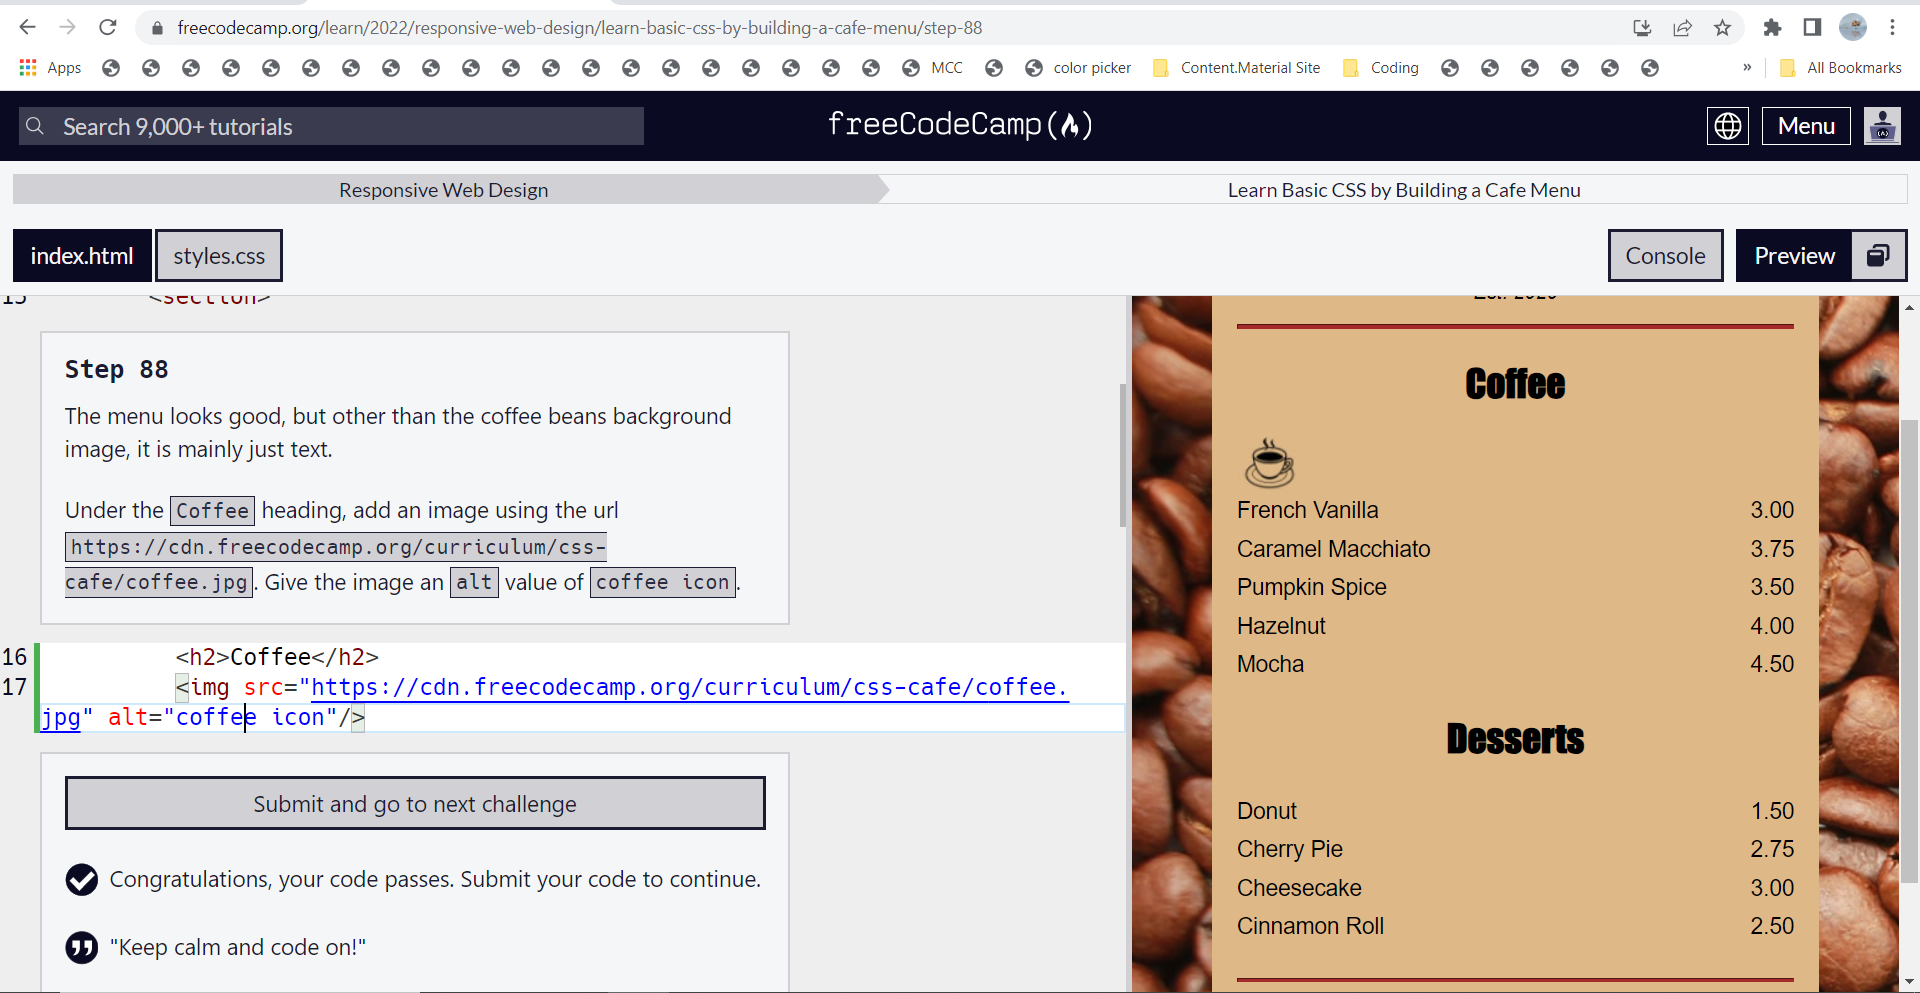 freecodecamp.org/learn/2022/responsive-web-design/learn-basic-css-by-building-a-cafe-menu/step-88
Apps MCC color picker Content.Material Site Coding » All Bookmarks
Search 9,000+ tutorials freeCodeCamp Menu
Responsive Web Design Learn Basic CSS by Building a Cafe Menu
index.html styles.css Console Preview
15 <section>
Step 88
The menu looks good, but other than the coffee beans background
image, it is mainly just text.
Under the Coffee heading, add an image using the url
https://cdn.freecodecamp.org/curriculum/css-
cafe/coffee.jpg. Give the image an alt value of coffee icon.
16 <h2>Coffee</h2>
17 <img src="https://cdn.freecodecamp.org/curriculum/css-cafe/coffee.
jpg" alt="coffee icon"/>
Submit and go to next challenge
Congratulations, your code passes. Submit your code to continue.
"Keep calm and code on!"
Est. 2020
Coffee
French Vanilla 3.00
Caramel Macchiato 3.75
Pumpkin Spice 3.50
Hazelnut 4.00
Mocha 4.50
Desserts
Donut 1.50
Cherry Pie 2.75
Cheesecake 3.00
Cinnamon Roll 2.50